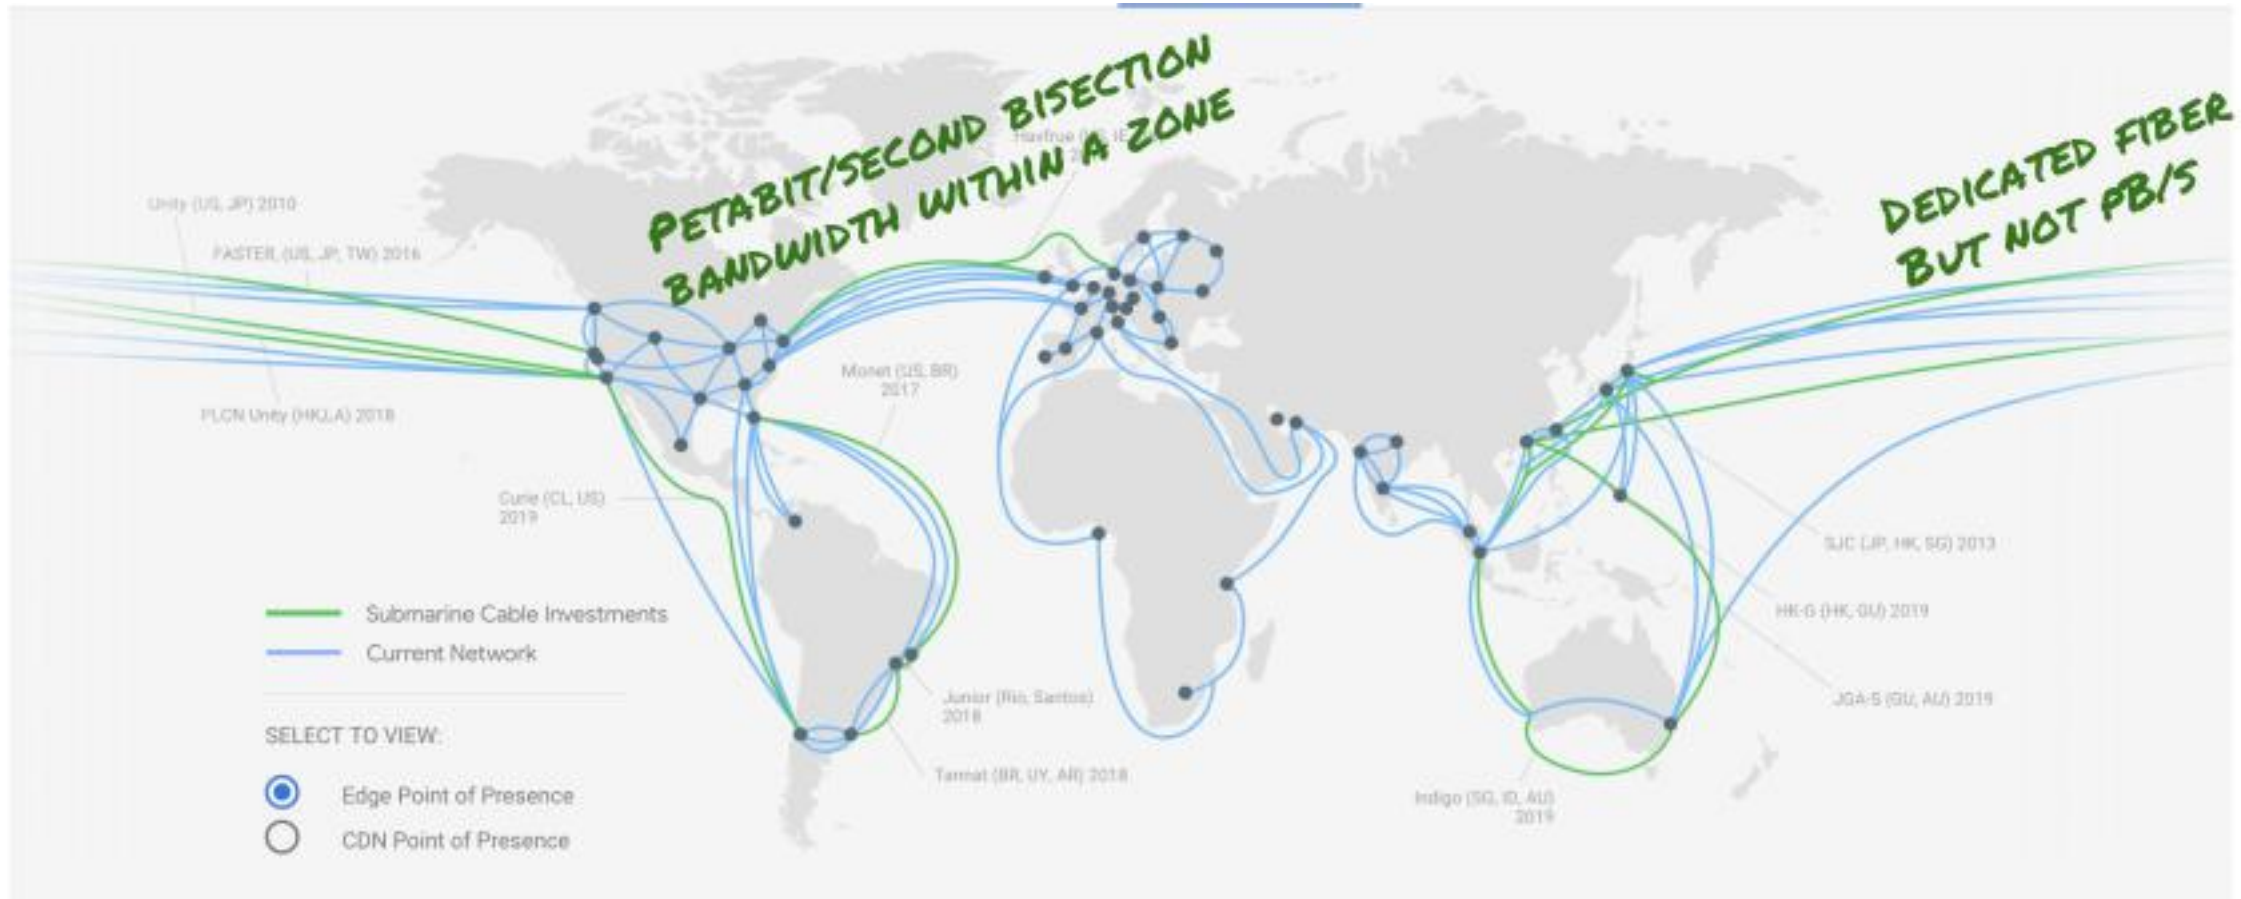 PETABIT/SECOND BISECTION
BANDWIDTH WITHIN A ZONE
DEDICATED FIBER
BUT NOT PB/S
Unity (US, JP) 2010
FASTER, (US, JP, TW) 2016
PLCN Unity (HK,LA) 2018
Monet (US, BR)
2017
Curie (CL, US)
2019
Submarine Cable Investments
Current Network
SELECT TO VIEW:
Edge Point of Presence
CDN Point of Presence
Junior (Rio, Santos)
2018
Tannat (BR, UY, AR) 2018
SJC (JP, HK, SG) 2013
HK-G (HK, GU) 2019
JGA-S (GU, AU) 2019
Indigo (SG, ID, AU)
2019
Havfrue